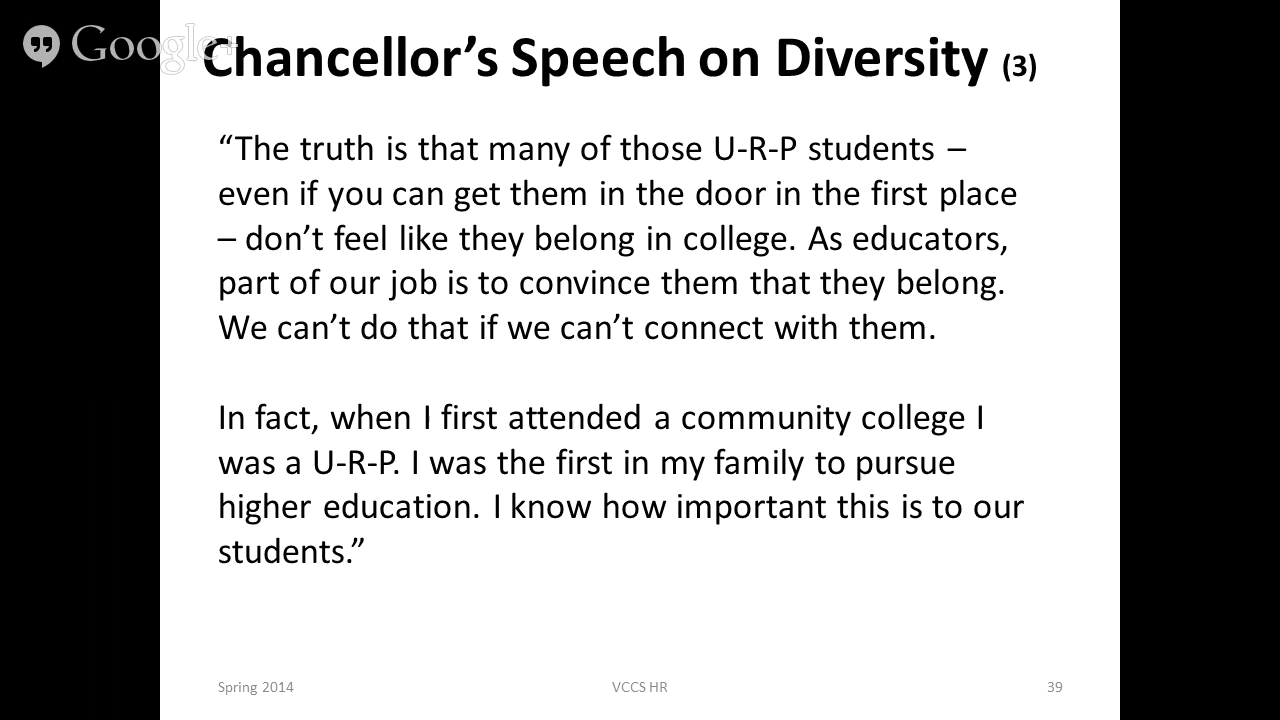 Google+
Chancellor’s Speech on Diversity (3)
“The truth is that many of those U-R-P students –
even if you can get them in the door in the first place
– don’t feel like they belong in college. As educators,
part of our job is to convince them that they belong.
We can’t do that if we can’t connect with them.
In fact, when I first attended a community college I
was a U-R-P. I was the first in my family to pursue
higher education. I know how important this is to our
students.”
Spring 2014 VCCS HR 39